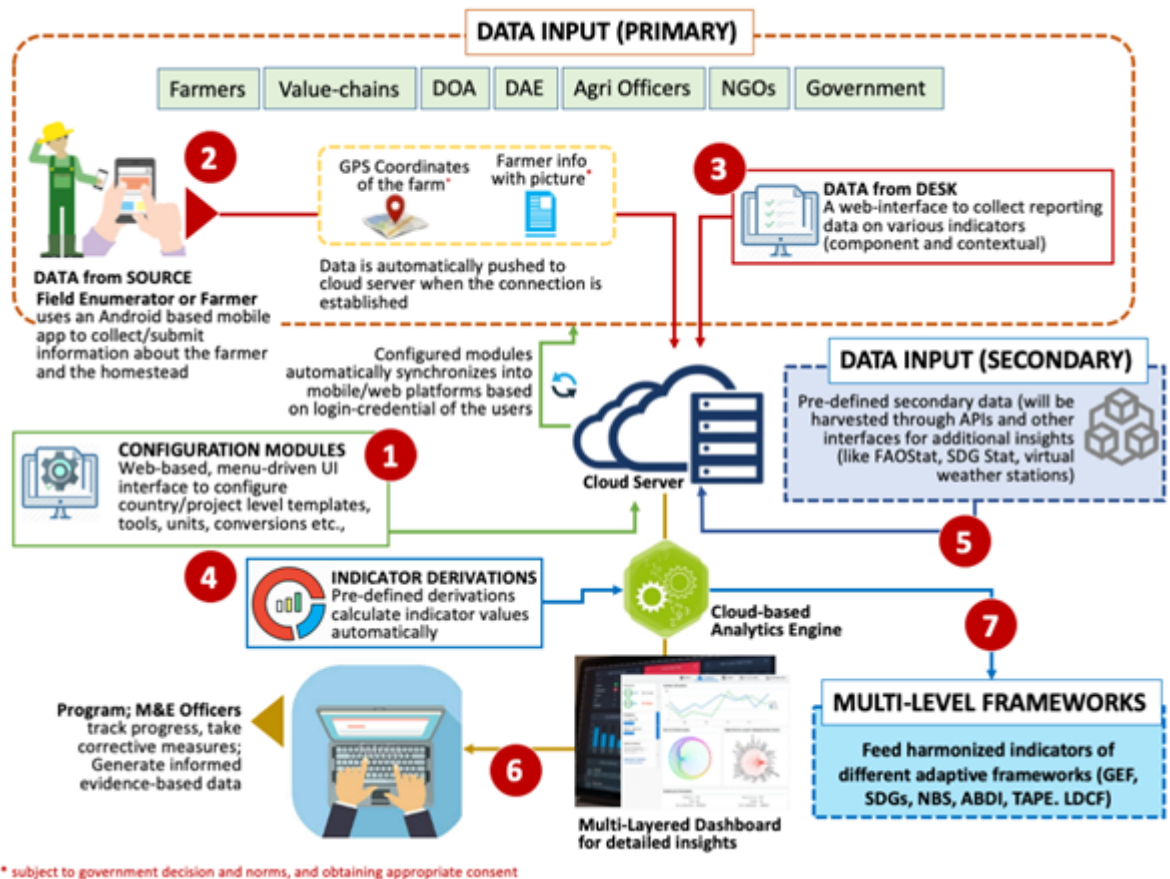 DATA INPUT (PRIMARY)
Farmers
Value-chains
DOA
DAE
Agri Officers
NGOs
Government
2
GPS Coordinates
of the farm*
Farmer info
with picture*
3
DATA from DESK
A web-interface to collect reporting
data on various indicators
(component and contextual)
DATA from SOURCE
Field Enumerator or Farmer
uses an Android based mobile
app to collect/submit
information about the farmer
and the homestead
Data is automatically pushed to
cloud server when the connection is
established
Configured modules
automatically synchronizes into
mobile/web platforms based
on login-credential of the users
DATA INPUT (SECONDARY)
Pre-defined secondary data (will be
harvested through APIs and other
interfaces for additional insights
(like FAOStat, SDG Stat, virtual
weather stations)
CONFIGURATION MODULES
Web-based, menu-driven UI
interface to configure
country/project level templates,
tools, units, conversions etc.,
1
Cloud Server
5
4
INDICATOR DERIVATIONS
Pre-defined derivations
calculate indicator values
automatically
Cloud-based
Analytics Engine
7
Program; M&E Officers
track progress, take
corrective measures;
Generate informed
evidence-based data
6
Multi-Layered Dashboard
for detailed insights
MULTI-LEVEL FRAMEWORKS
Feed harmonized indicators of
different adaptive frameworks (GEF,
SDGs, NBS, ABDI, TAPE. LDCF)
* subject to government decision and norms, and obtaining appropriate consent